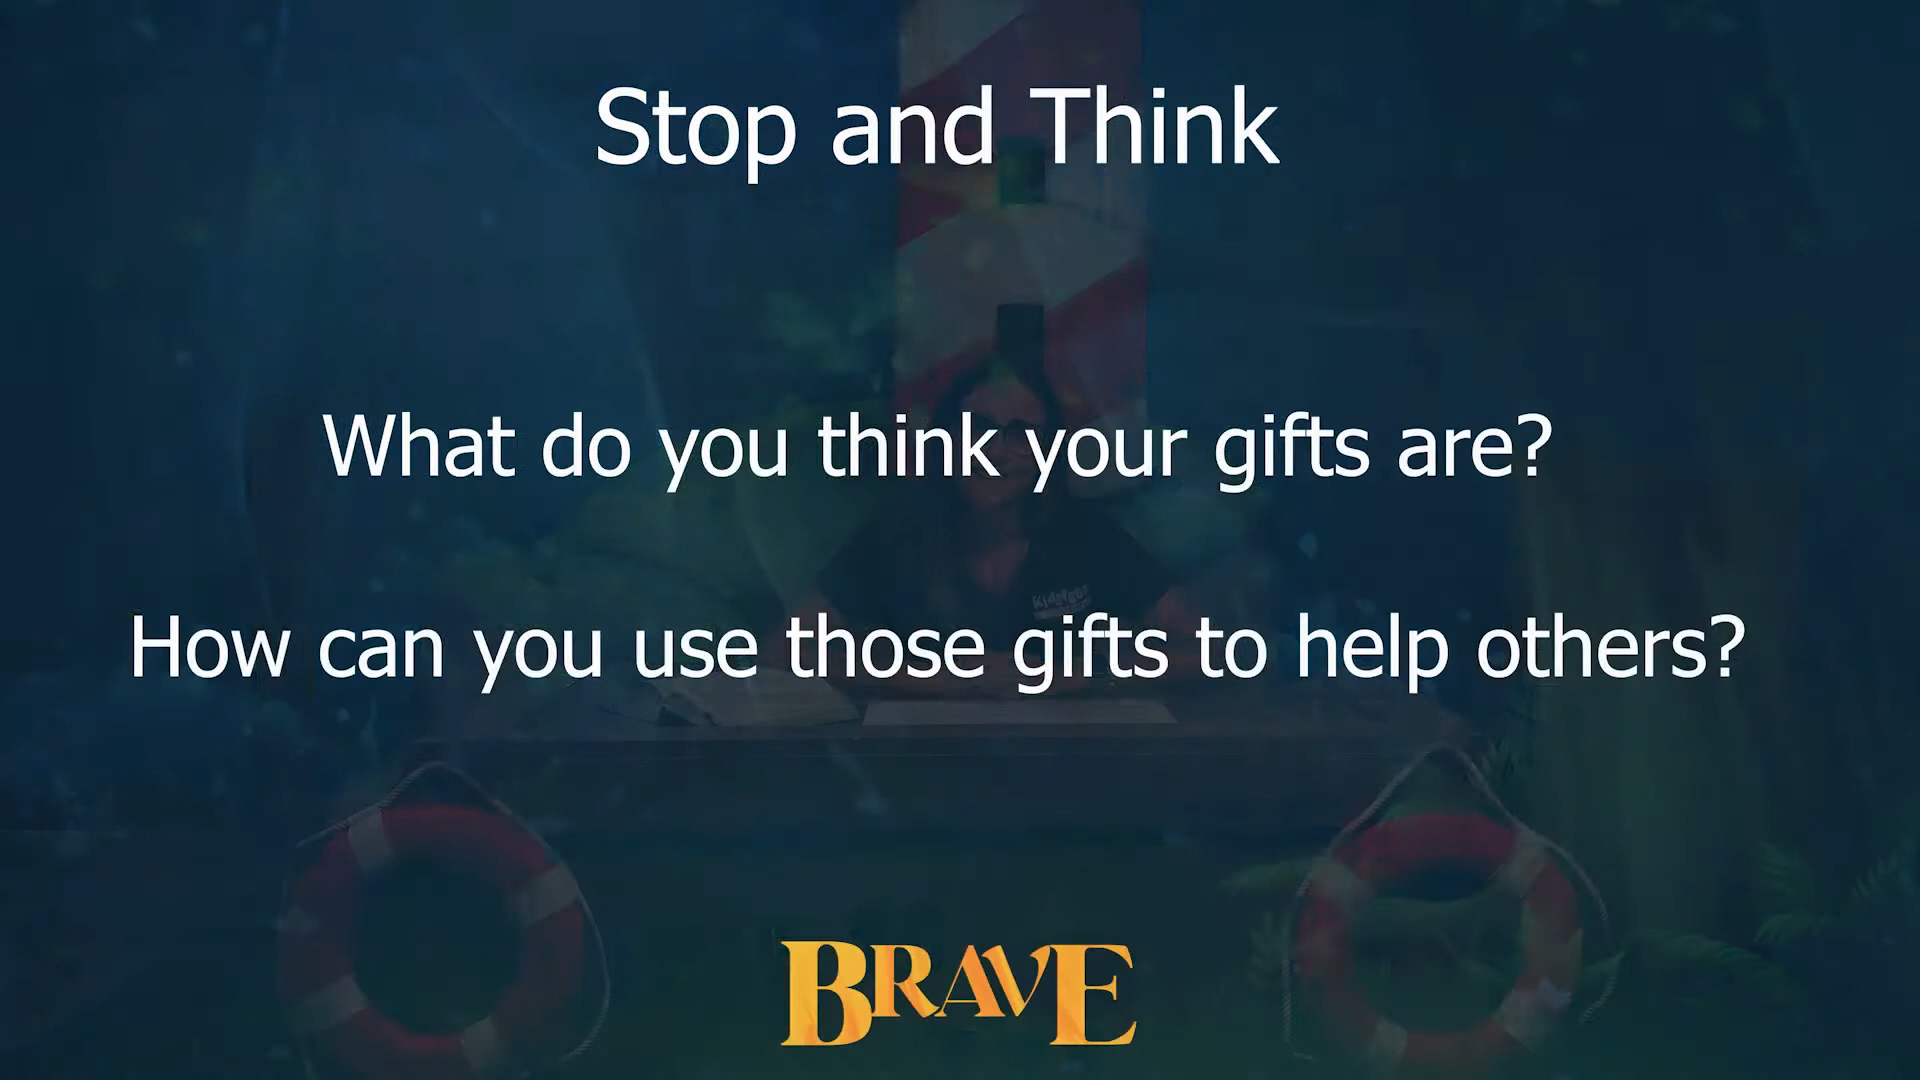 Stop and Think
What do you think your gifts are?
How can you use those gifts to help others?
BRAVE